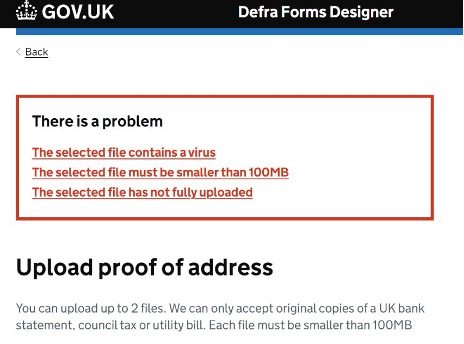 GOV.UK Defra Forms Designer
Back
There is a problem
The selected file contains a virus
The selected file must be smaller than 100MB
The selected file has not fully uploaded
Upload proof of address
You can upload up to 2 files. We can only accept original copies of a UK bank
statement, council tax or utility bill. Each file must be smaller than 100MB